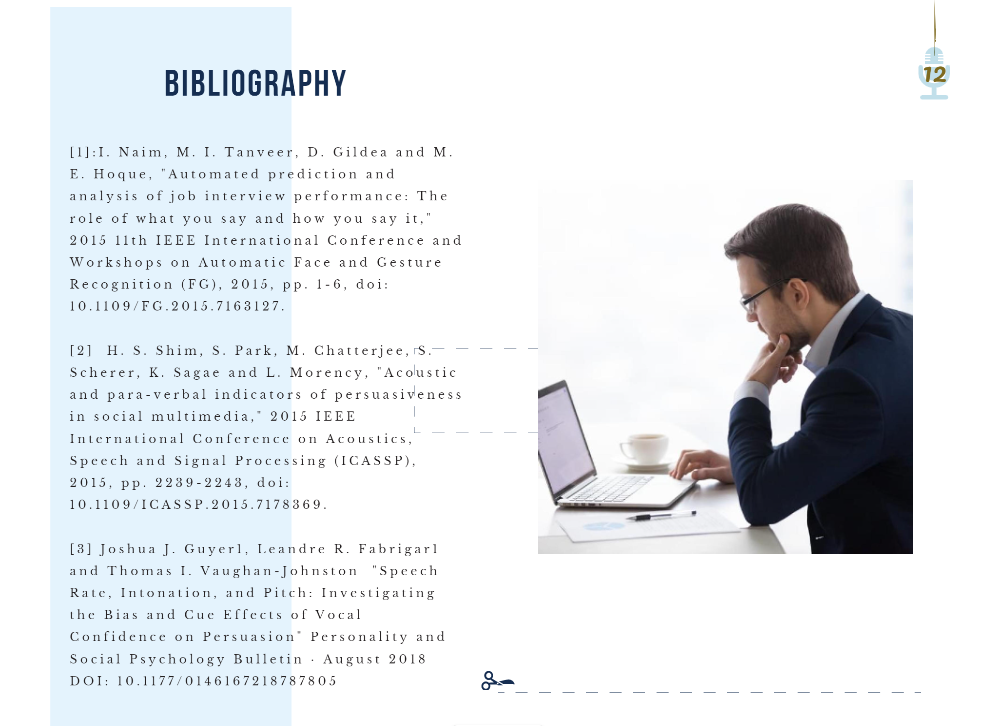 BIBLIOGRAPHY
12
[1]:I. Naim, M. I. Tanveer, D. Gildea and M.
E. Hoque, "Automated prediction and
analysis of job interview performance: The
role of what you say and how you say it,"
2015 11th IEEE International Conference and
Workshops on Automatic Face and Gesture
Recognition (FG), 2015, pp. 1-6, doi:
10.1109/FG.2015.7163127.
[2]  H. S. Shim, S. Park, M. Chatterjee, S.
Scherer, K. Sagae and L. Morency, "Acoustic
and para-verbal indicators of persuasiveness
in social multimedia," 2015 IEEE
International Conference on Acoustics,
Speech and Signal Processing (ICASSP),
2015, pp. 2239-2243, doi:
10.1109/ICASSP.2015.7178369.
[3] Joshua J. Guyerl, Leandre R. Fabrigarl
and Thomas I. Vaughan-Johnston  "Speech
Rate, Intonation, and Pitch: Investigating
the Bias and Cue Effects of Vocal
Confidence on Persuasion" Personality and
Social Psychology Bulletin · August 2018
DOI: 10.1177/0146167218787805